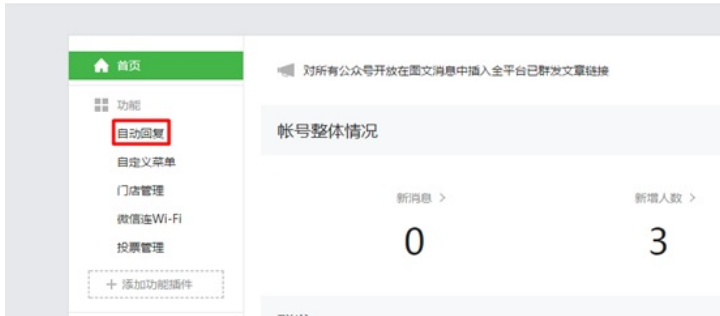 首页
对所有公众号开放在图文消息中插入全平台已群发文章链接
功能
自动回复
帐号整体情况
自定义菜单
门店管理
新消息 >
新增人数 >
微信连Wi-Fi
0
3
投票管理
+ 添加功能插件